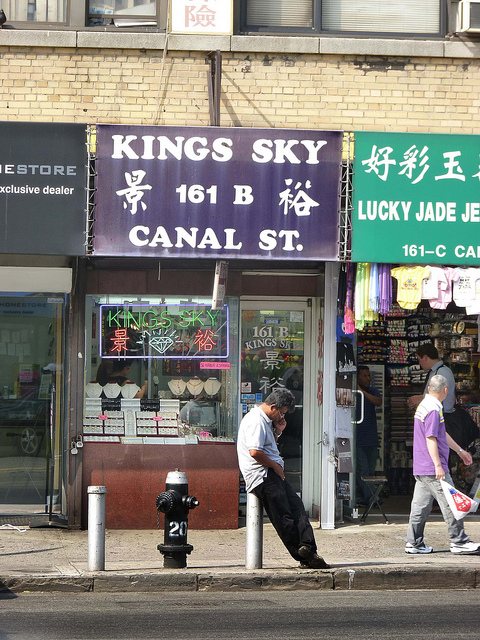 險
ESTORE
xclusive dealer
KINGS SKY
景 161 B 裕
CANAL ST.
好彩玉
LUCKY JADE JE
161-C CA
KINGS SKY
景 裕
161-B
KINGS SKY
景
裕
20